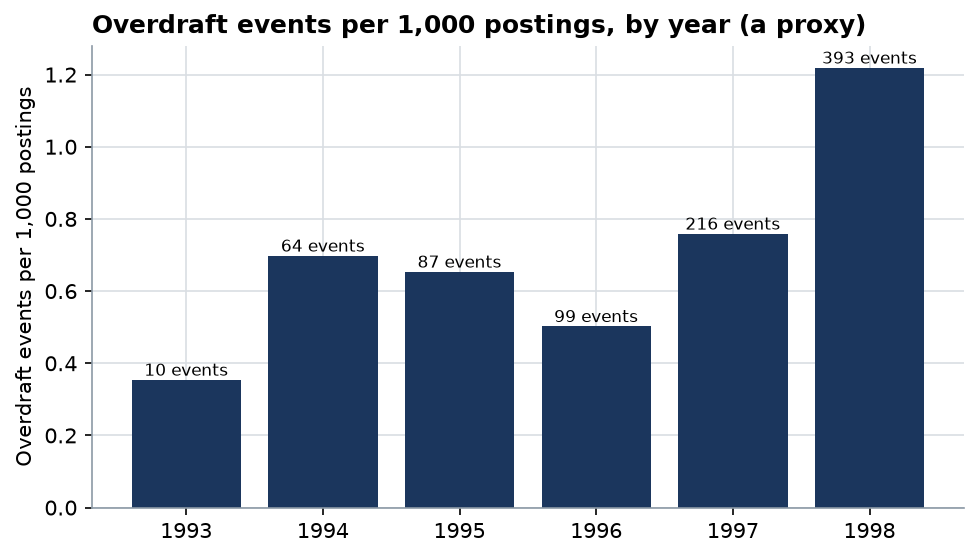 Overdraft events per 1,000 postings, by year (a proxy)
Overdraft events per 1,000 postings
1.2
1.0
0.8
0.6
0.4
0.2
0.0
10 events
64 events
87 events
99 events
216 events
393 events
1993
1994
1995
1996
1997
1998